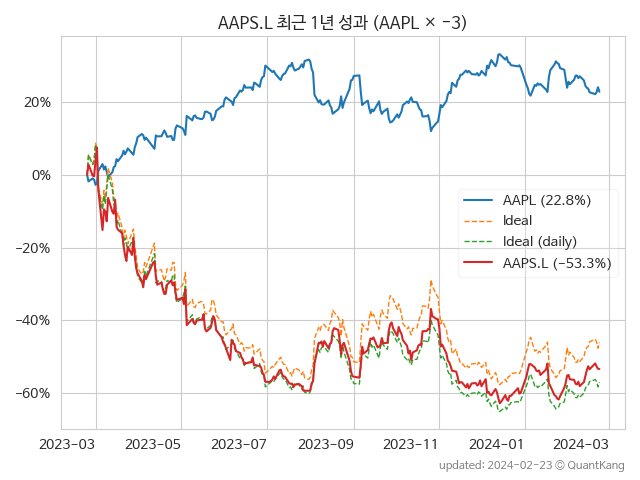 AAPS.L 최근 1년 성과 (AAPL × −3)
20%
0%
−20%
−40%
−60%
AAPL (22.8%)
Ideal
Ideal (daily)
AAPS.L (−53.3%)
2023-03 2023-05 2023-07 2023-09 2023-11 2024-01 2024-03
updated: 2024-02-23 © QuantKang